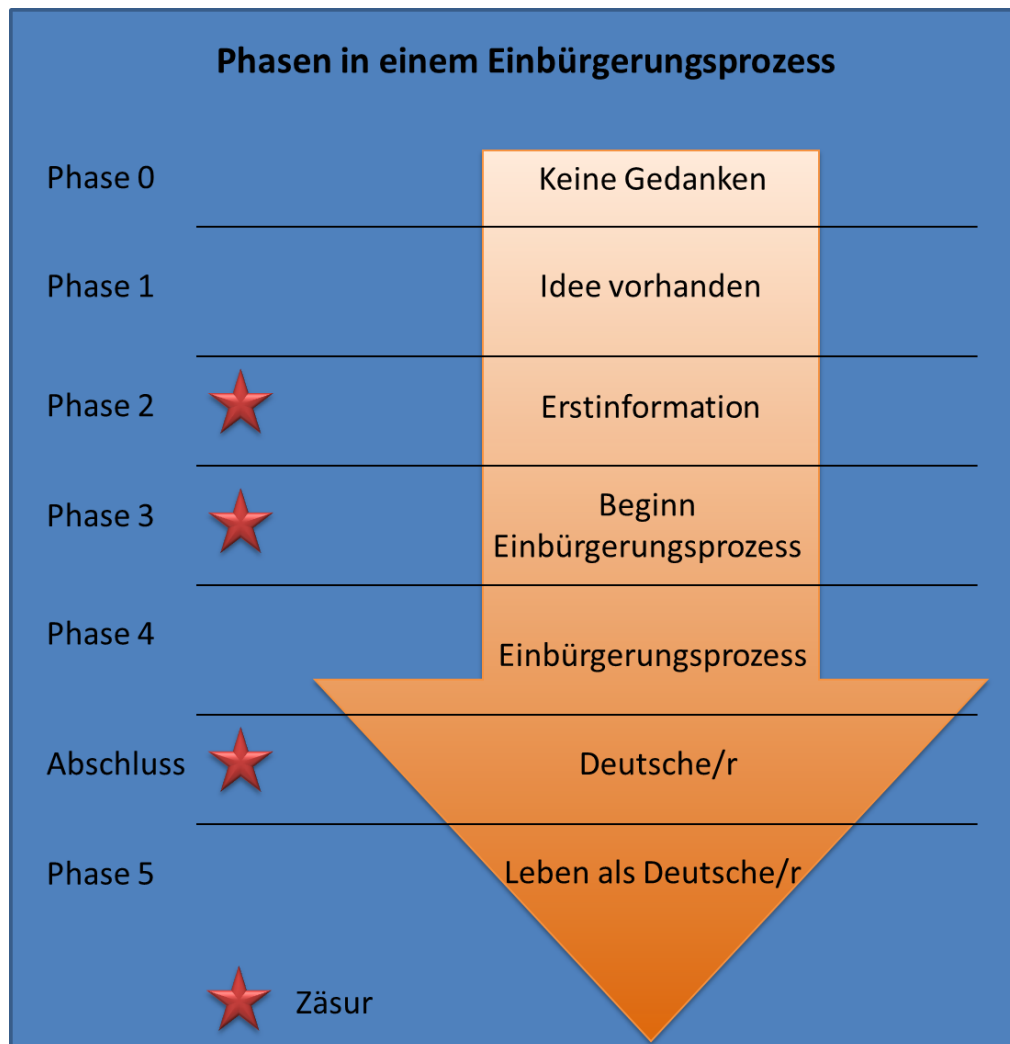 Phasen in einem Einbürgerungsprozess
Phase 0
Keine Gedanken
Phase 1
Idee vorhanden
Phase 2
Erstinformation
Phase 3
Beginn
Einbürgerungsprozess
Phase 4
Einbürgerungsprozess
Abschluss
Deutsche/r
Phase 5
Leben als Deutsche/r
Zäsur